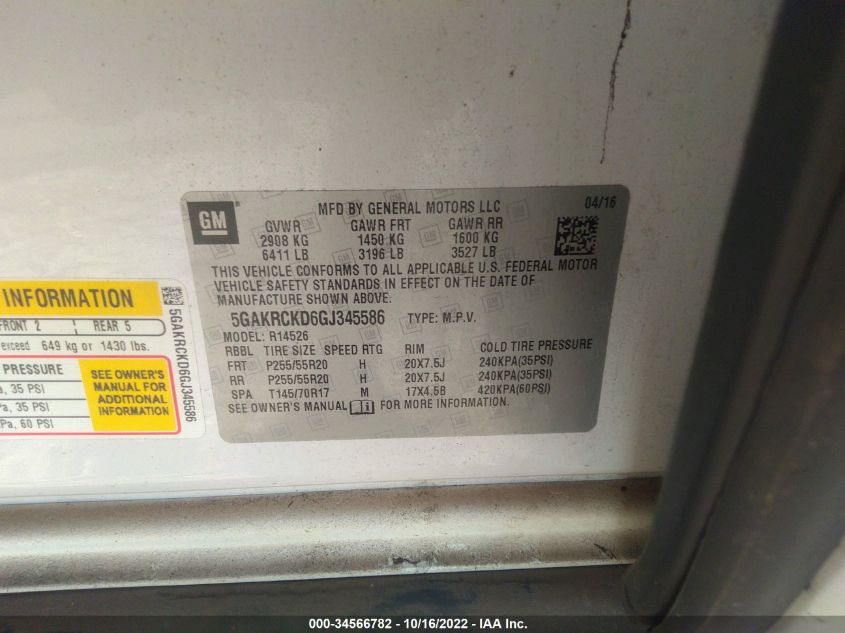 GM
MFD BY GENERAL MOTORS LLC
04/16
GVWR GAWR FRT GAWR RR
2908 KG 1450 KG 1600 KG
6411 LB 3196 LB 3527 LB
THIS VEHICLE CONFORMS TO ALL APPLICABLE U.S. FEDERAL MOTOR
VEHICLE SAFETY STANDARDS IN EFFECT ON THE DATE OF
MANUFACTURE SHOWN ABOVE.
5GAKRCKD6GJ345586 TYPE: M.P.V.
MODEL: R14526
RBBL TIRE SIZE SPEED RTG RIM COLD TIRE PRESSURE
FRT P255/55R20 H 20X7.5J 240KPA(35PSI)
RR P255/55R20 H 20X7.5J 240KPA(35PSI)
SPA T145/70R17 M 17X4.5B 420KPA(60PSI)
SEE OWNER'S MANUAL FOR MORE INFORMATION.
INFORMATION
FRONT 2 REAR 5
exceed 649 kg or 1430 lbs.
PRESSURE
a, 35 PSI
Pa, 35 PSI
Pa, 60 PSI
SEE OWNER'S
MANUAL FOR
ADDITIONAL
INFORMATION
5GAKRCKD6GJ345586
000-34566782 - 10/16/2022 - IAA Inc.